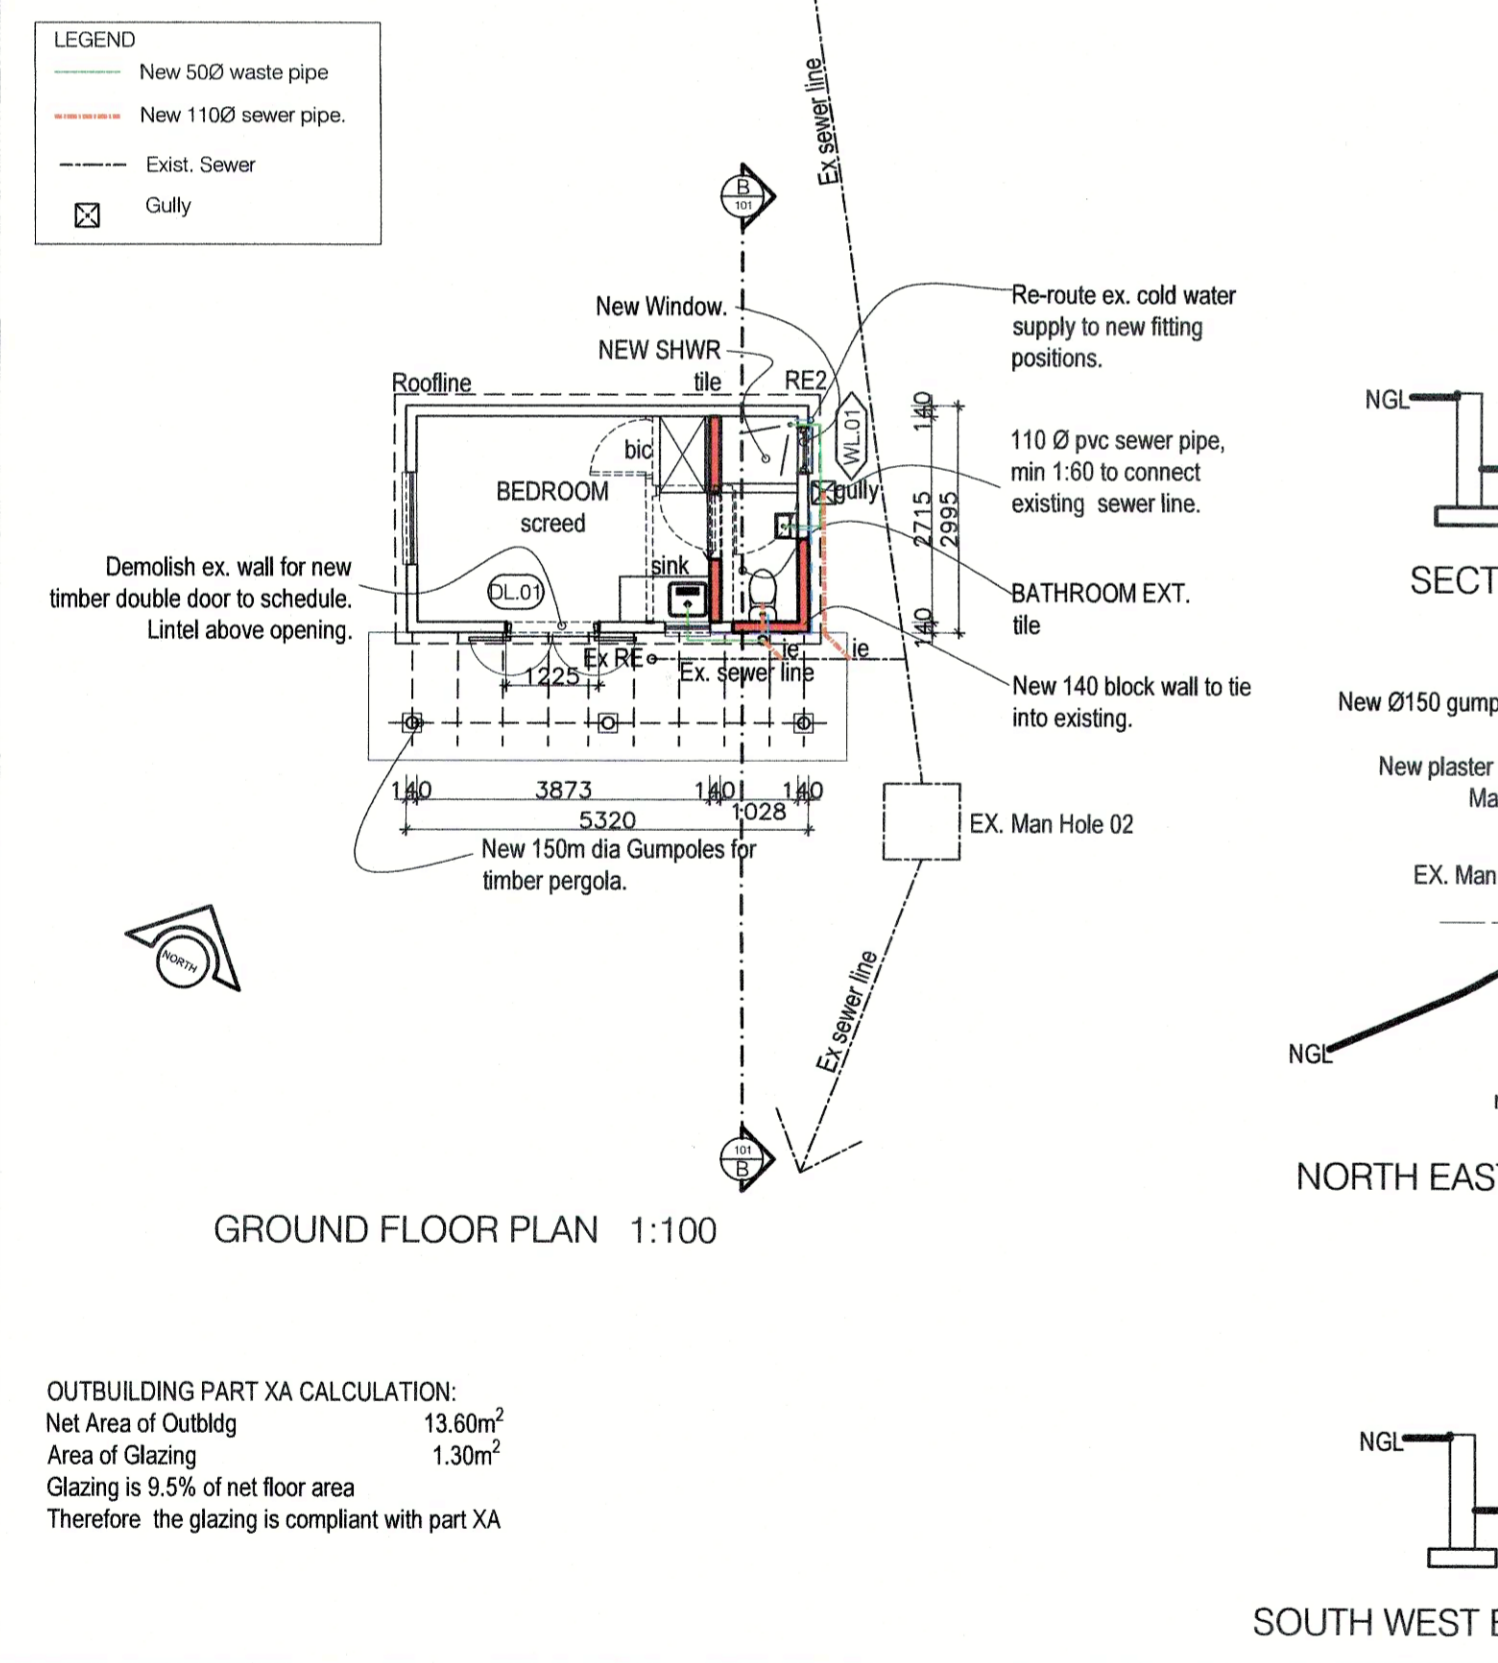 LEGEND
New 50Ø waste pipe
New 110Ø sewer pipe.
Exist. Sewer
Gully
Ex sewer line
B
101
New Window.
NEW SHWR
tile
RE2
Roofline
Re-route ex. cold water
supply to new fitting
positions.
WL.01
140
2715
2995
140
110 Ø pvc sewer pipe,
min 1:60 to connect
existing sewer line.
bic
BEDROOM
screed
gully
sink
DL.01
Demolish ex. wall for new
timber double door to schedule.
Lintel above opening.
BATHROOM EXT.
tile
Ex RE
ie
ie
Ex. sewer line
1225
New 140 block wall to tie
into existing.
140
3873
140
1028
140
5320
New 150m dia Gumpoles for
timber pergola.
EX. Man Hole 02
Ex sewer line
NORTH
101
B
GROUND FLOOR PLAN 1:100
OUTBUILDING PART XA CALCULATION:
Net Area of Outbldg 13.60m²
Area of Glazing 1.30m²
Glazing is 9.5% of net floor area
Therefore the glazing is compliant with part XA
NGL
SECT
New Ø150 gump
New plaster
Ma
EX. Man
NGL
NORTH EAS
NGL
SOUTH WEST